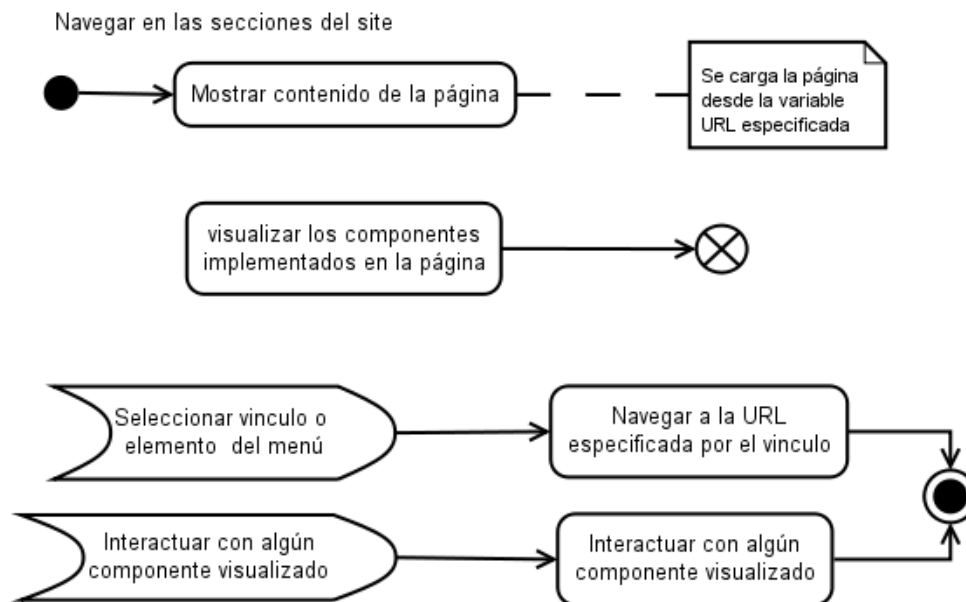 Navegar en las secciones del site
Mostrar contenido de la página
Se carga la página
desde la variable
URL especificada
visualizar los componentes
implementados en la página
Seleccionar vinculo o
elemento del menú
Navegar a la URL
especificada por el vinculo
Interactuar con algún
componente visualizado
Interactuar con algún
componente visualizado